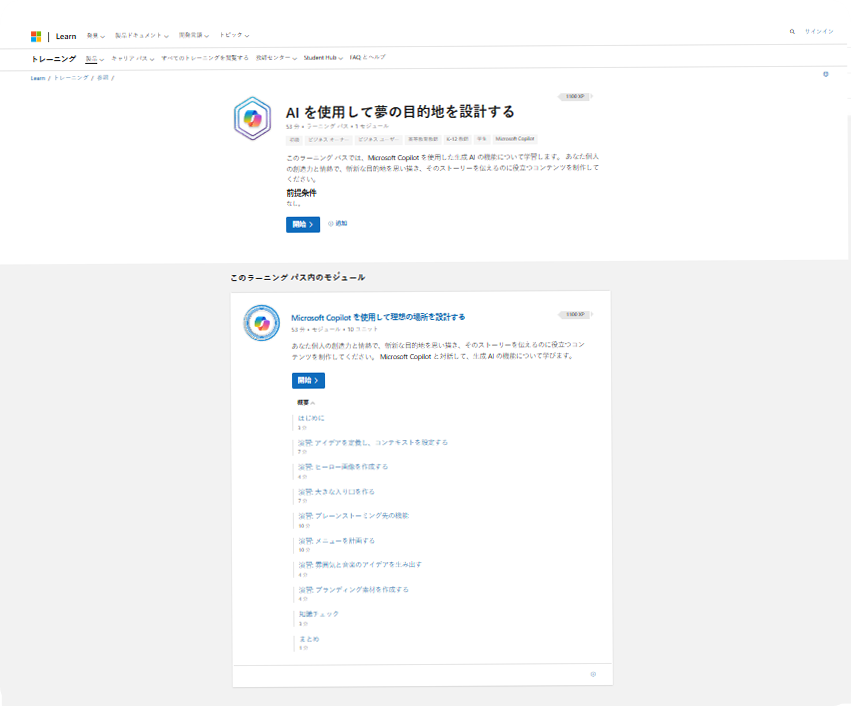 Learn 発見 製品ドキュメント 開発言語 トピック サインイン
トレーニング 製品 キャリア パス すべてのトレーニングを閲覧する 教師センター Student Hub FAQ とヘルプ
Learn / トレーニング / 参照 /
1100 XP
AI を使用して夢の目的地を設計する
53 分 • ラーニング パス • 1 モジュール
初級 ビジネス オーナー ビジネス ユーザー 高等教育教師 K-12 教師 学生 Microsoft Copilot
このラーニング パスでは、Microsoft Copilot を使用した生成 AI の機能について学習します。 あなた個人
の創造力と情熱で、斬新な目的地を思い描き、そのストーリーを伝えるのに役立つコンテンツを制作して
ください。
前提条件
なし。
開始 追加
このラーニング パス内のモジュール
Microsoft Copilot を使用して理想の場所を設計する
1100 XP
53 分 • モジュール • 10 ユニット
あなた個人の創造力と情熱で、斬新な目的地を思い描き、そのストーリーを伝えるのに役立つコン
テンツを制作してください。 Microsoft Copilot と対話して、生成 AI の機能について学びます。
開始
概要
はじめに
演習: アイデアを定義し、コンテキストを設定する
7 分
演習: ヒーロー画像を作成する
演習: 大きな入り口を作る
7 分
演習: ブレーンストーミング先の機能
10 分
演習: メニューを計画する
10 分
演習: 雰囲気と音楽のアイデアを生み出す
演習: ブランディング素材を作成する
知識チェック
まとめ